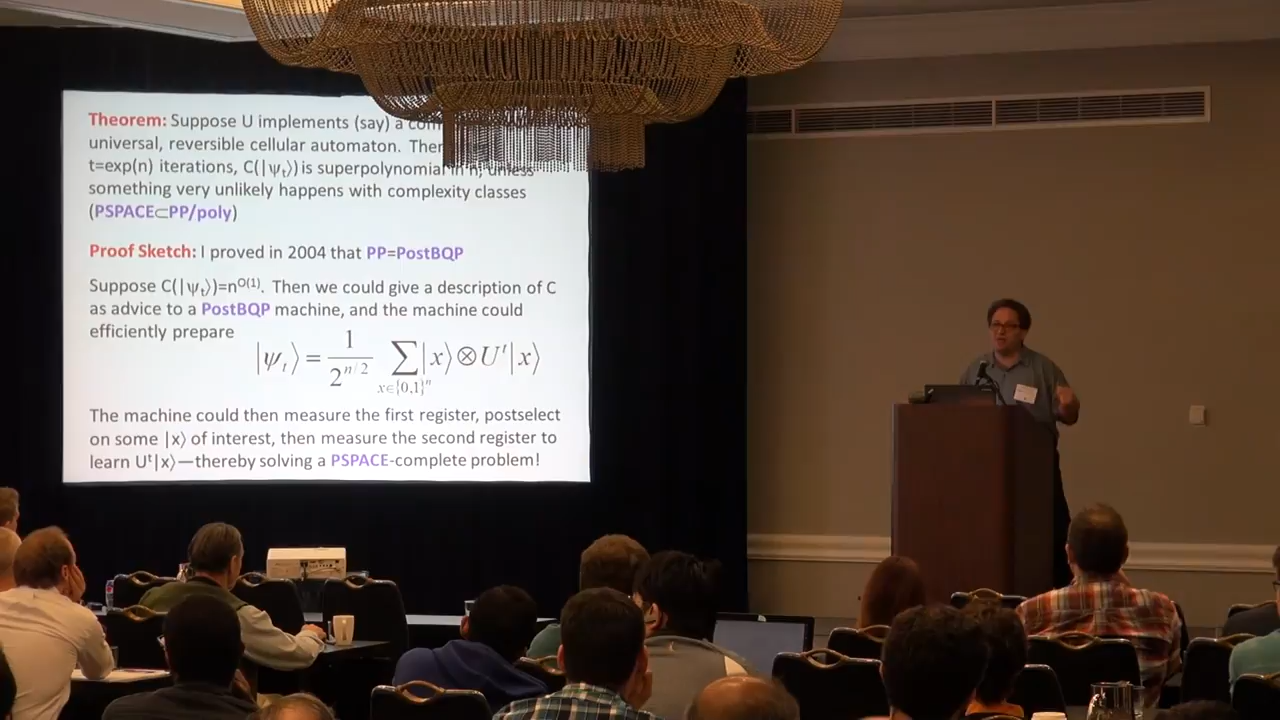 Theorem: Suppose U implements (say) a
universal, reversible cellular automaton. Then
t=exp(n) iterations, C(|ψt⟩) is superpolynomial in n, unless
something very unlikely happens with complexity classes
(PSPACE⊂PP/poly)
Proof Sketch: I proved in 2004 that PP=PostBQP
Suppose C(|ψt⟩)=n^O(1). Then we could give a description of C
as advice to a PostBQP machine, and the machine could
efficiently prepare
|ψt⟩ = 1/2^(n/2) ∑x∈{0,1}^n |x⟩⊗U^t|x⟩
The machine could then measure the first register, postselect
on some |x⟩ of interest, then measure the second register to
learn U^t|x⟩—thereby solving a PSPACE-complete problem!